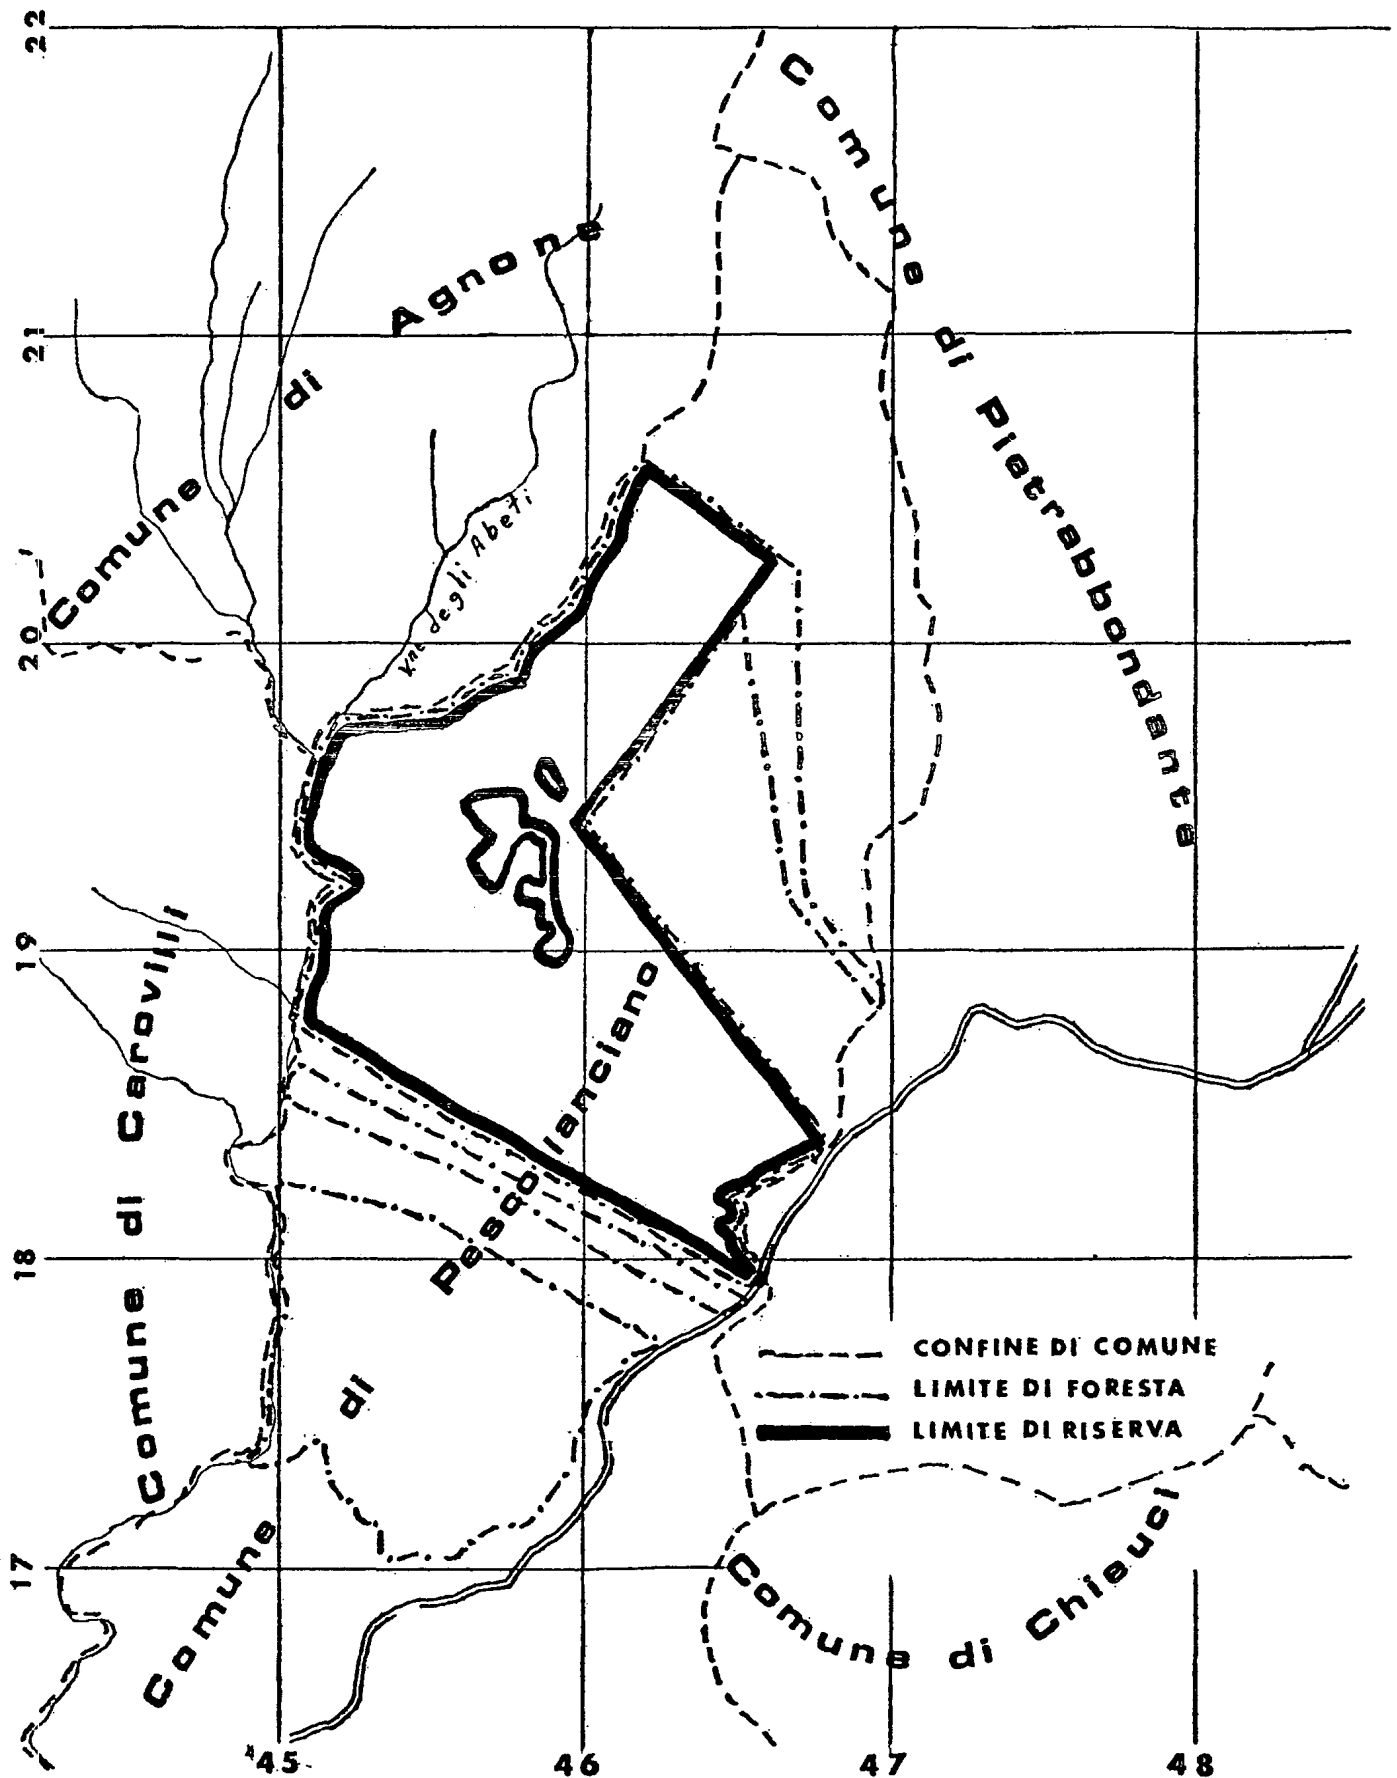 22
21
20
19
18
17
45
46
47
48
Comune di Agnone
Comune di Pietrabbondante
Vne degli Abeti
Comune di Carovilli
Comune di Pescolanciano
Comune di Chieuci
CONFINE DI COMUNE
LIMITE DI FORESTA
LIMITE DI RISERVA